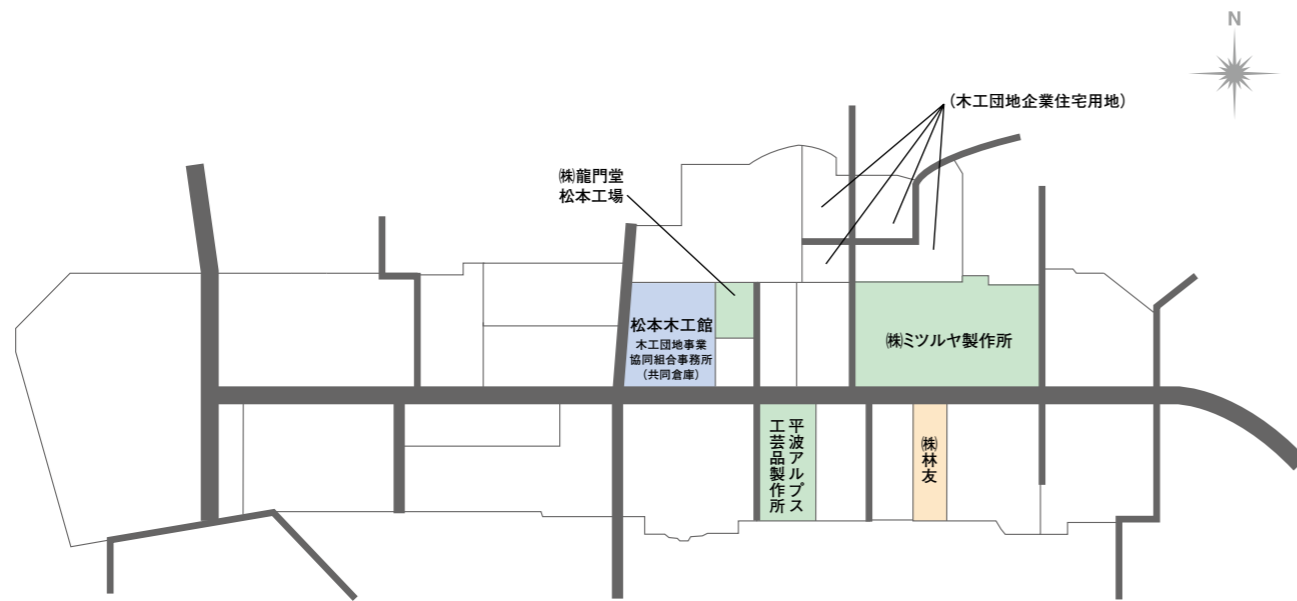 N
(木工団地企業住宅用地)
㈱龍門堂
松本工場
松本木工館
木工団地事業
協同組合事務所
(共同倉庫)
㈱ミツルヤ製作所
平波アルプス
工芸品製作所
㈱林友